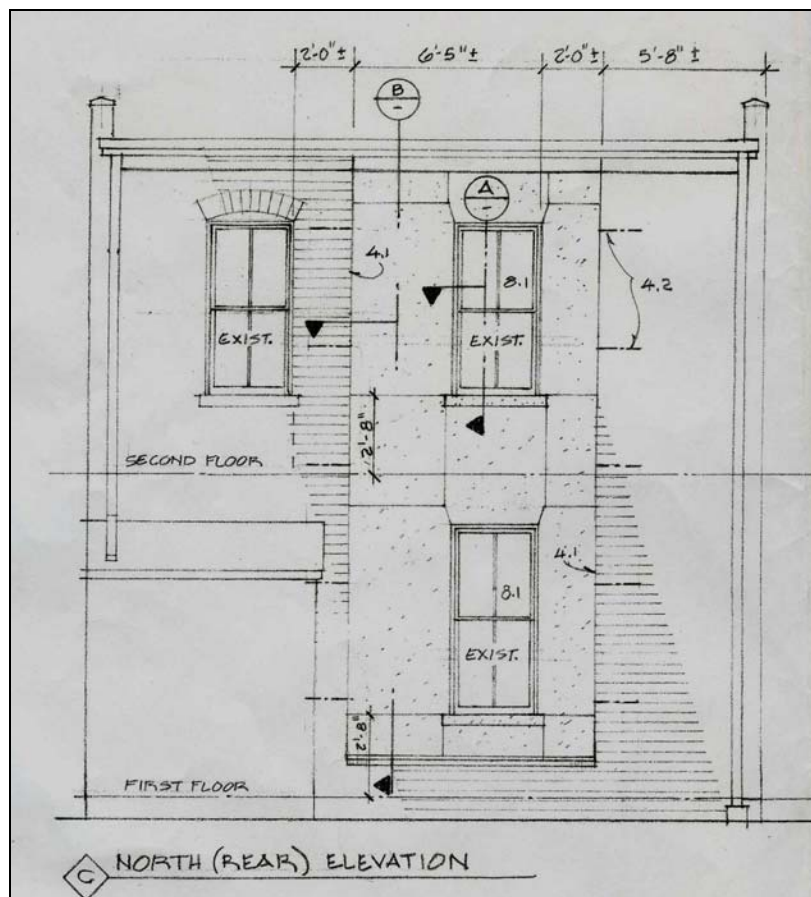 2'-0"± 6'-5"± 2'-0"± 5'-8"±
B
-
A
-
4.1
8.1
4.2
EXIST.
EXIST.
2'-8"
SECOND FLOOR
4.1
8.1
EXIST.
2'-8"
FIRST FLOOR
C NORTH (REAR) ELEVATION